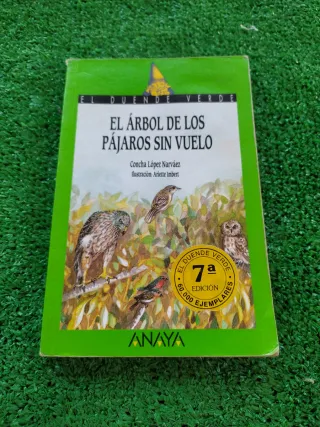 EL DUENDE VERDE
EL ÁRBOL DE LOS
PÁJAROS SIN VUELO
Concha López Narváez
Ilustración: Arlette Imbert
EL DUENDE VERDE
7ª
EDICIÓN
60.000 EJEMPLARES
ANAYA